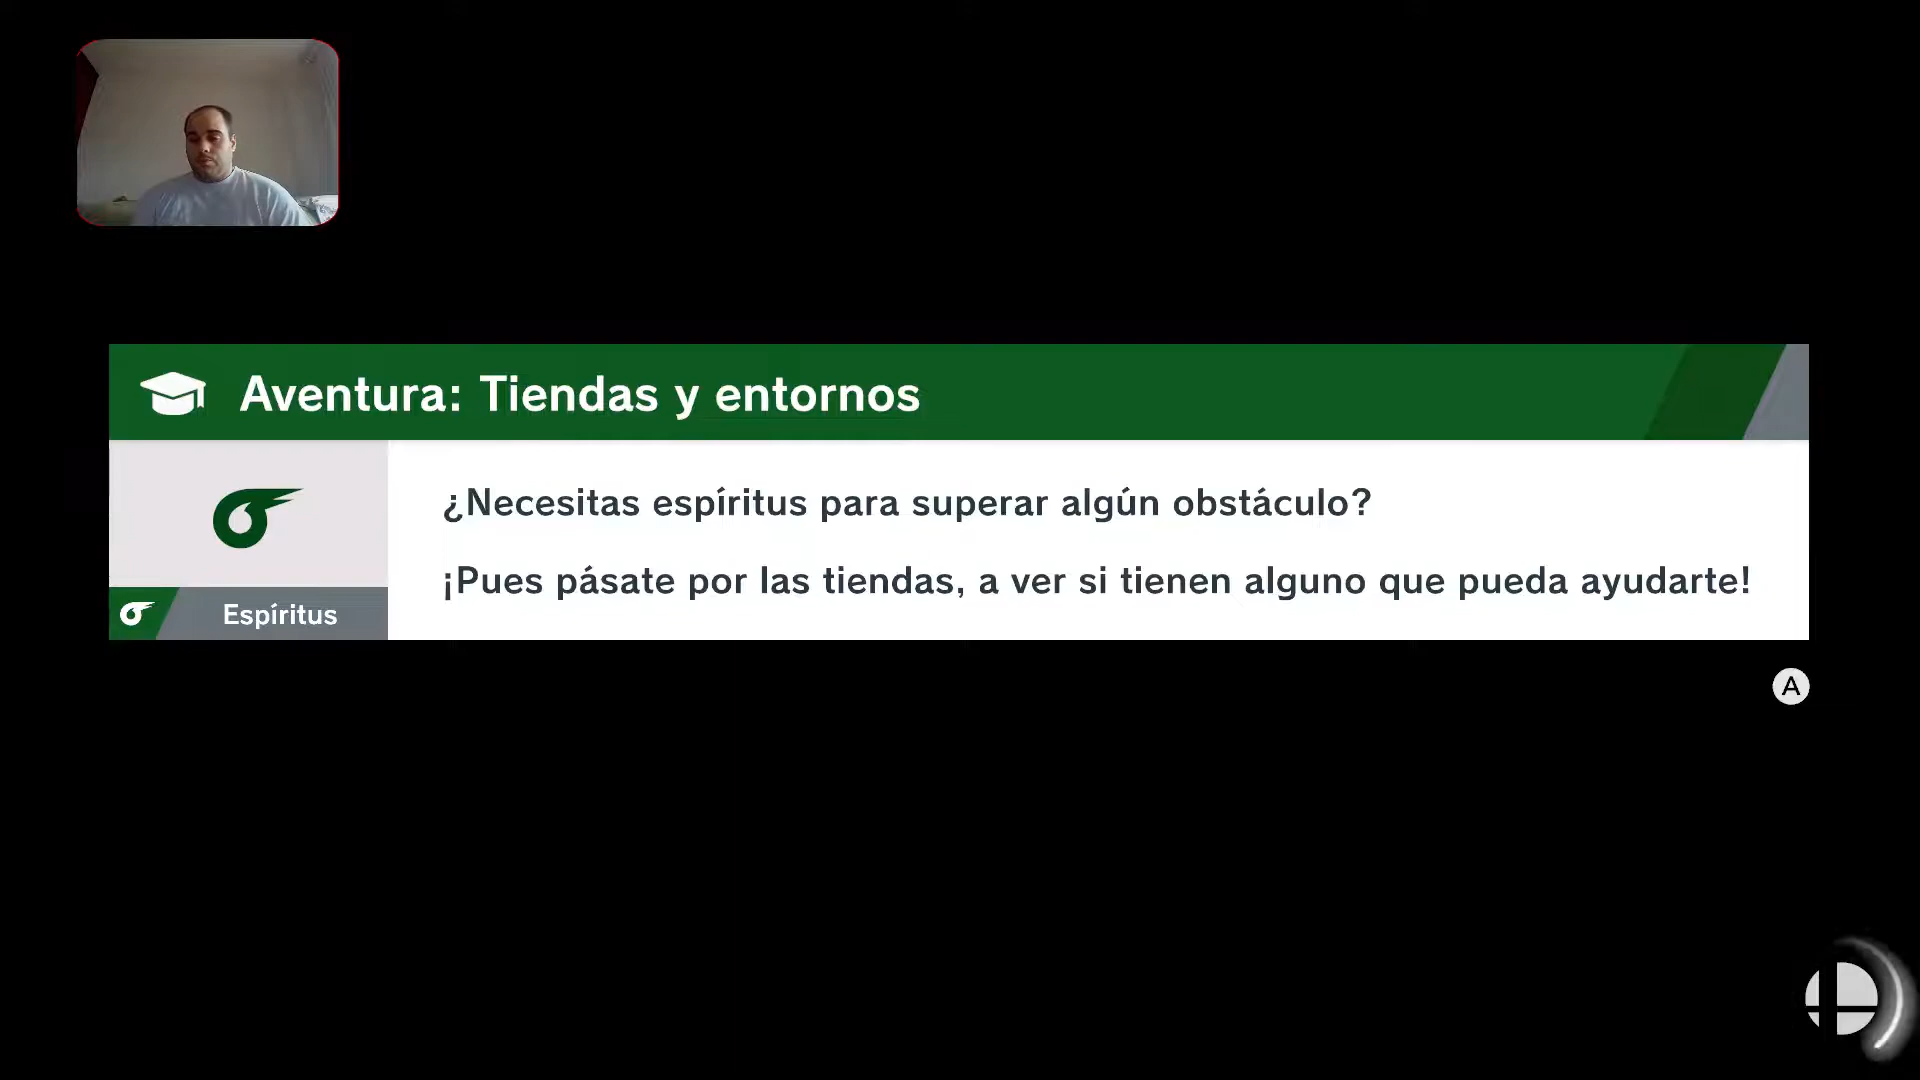 Aventura: Tiendas y entornos
¿Necesitas espíritus para superar algún obstáculo?
¡Pues pásate por las tiendas, a ver si tienen alguno que pueda ayudarte!
Espíritus
A